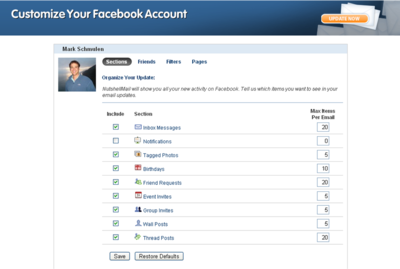 Customize Your Facebook Account
UPDATE NOW
Mark Schmulen
Sections Friends Filters Pages
Organize Your Update:
NutshellMail will show you all your new activity on Facebook. Tell us which items you want to see in your
email updates.
Include Section Max Items
Per Email
Inbox Messages 20
Notifications 0
Tagged Photos 5
Birthdays 10
Friend Requests 20
Event Invites 5
Group Invites 5
Wall Posts 5
Thread Posts 20
Save Restore Defaults